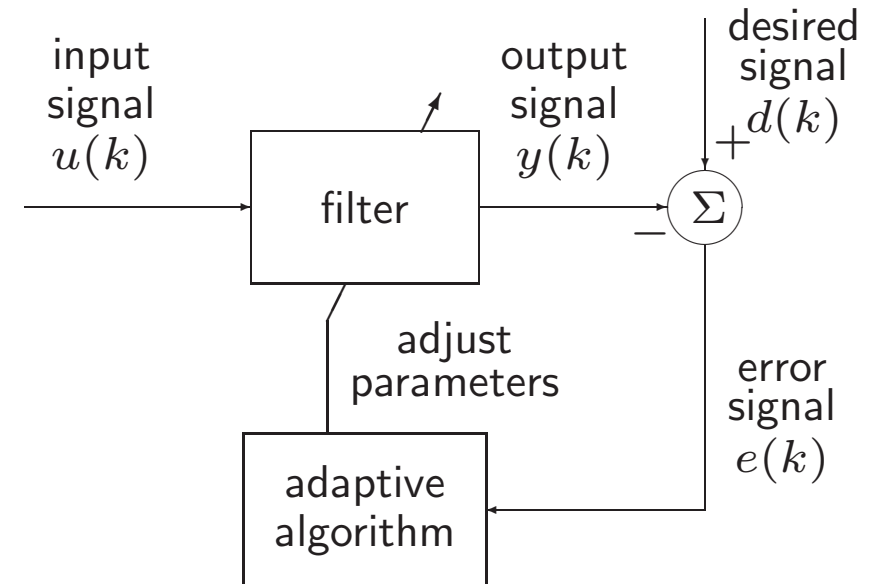 input
signal
u(k)
output
signal
y(k)
desired
signal
+d(k)
filter
Σ
−
adjust
parameters
error
signal
e(k)
adaptive
algorithm